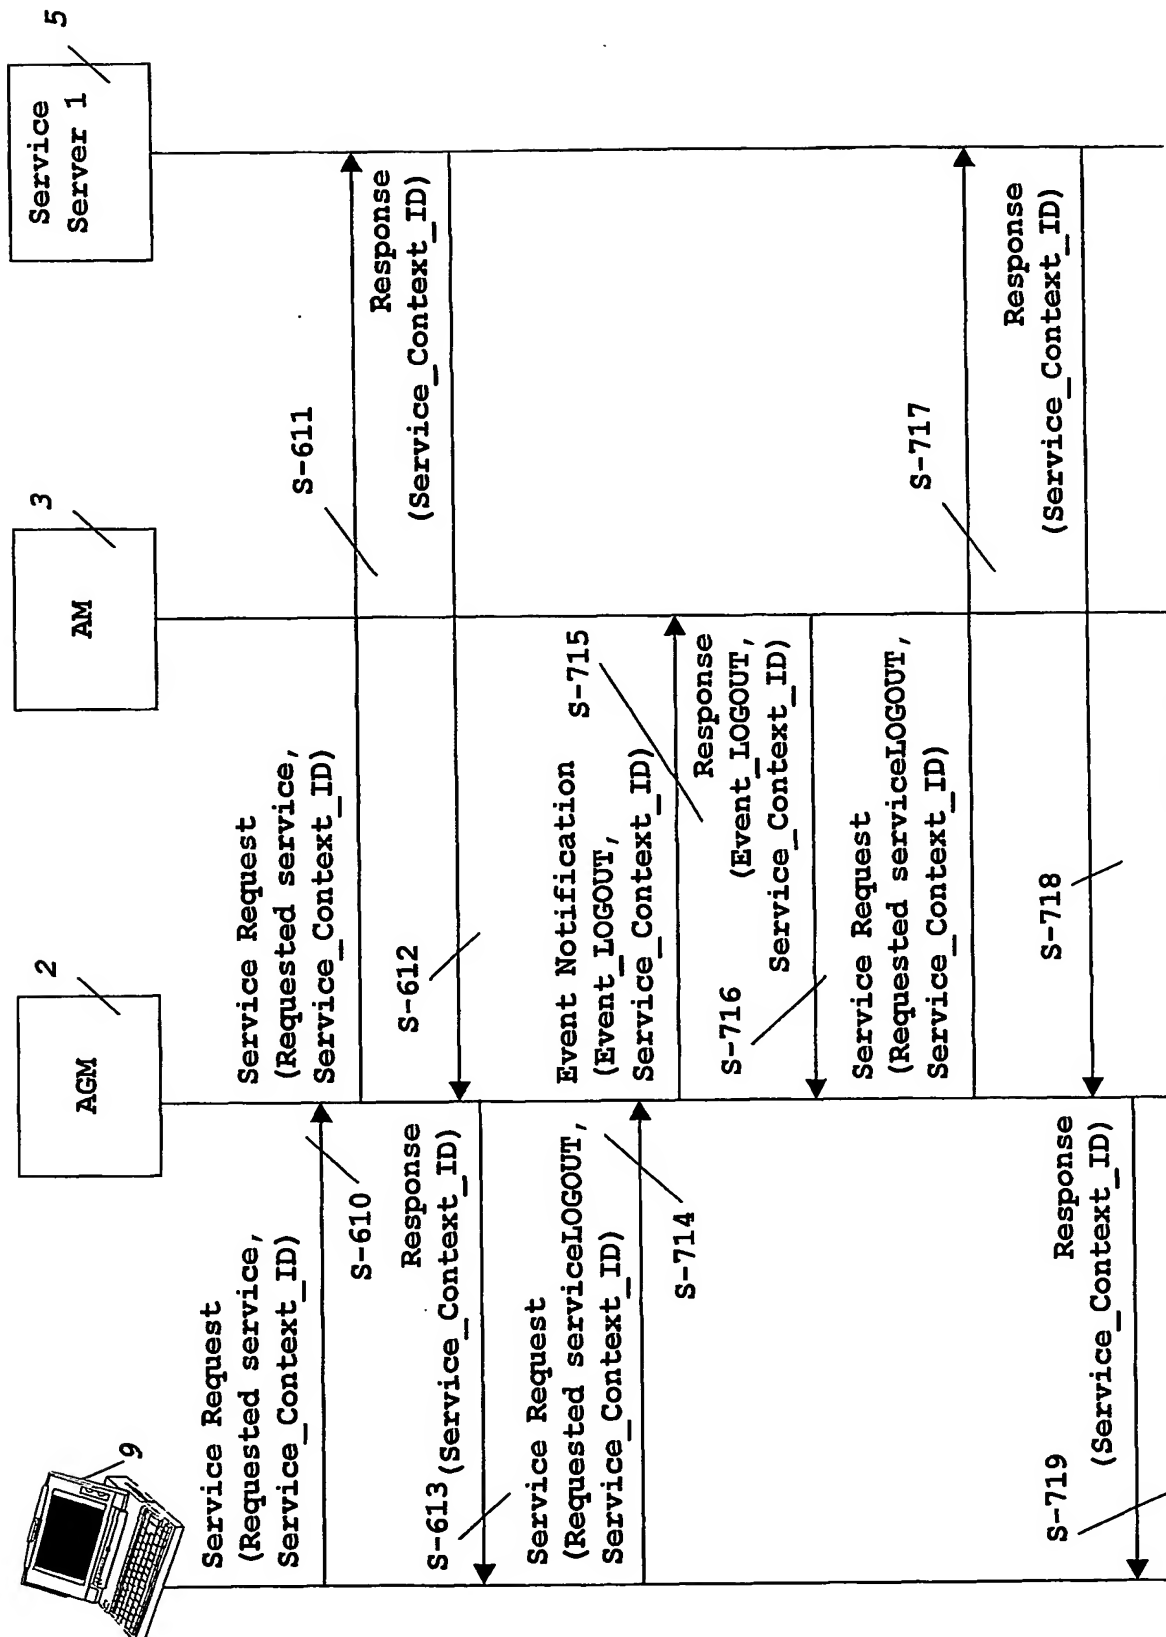 9
AGM
2
AM
3
Service
Server 1
5
Service Request
(Requested service,
Service_Context_ID)
S-610
Service Request
(Requested service,
Service_Context_ID)
S-611
Response
(Service_Context_ID)
S-612
Response
(Service_Context_ID)
S-613
Service Request
(Requested serviceLOGOUT,
Service_Context_ID)
S-714
Event Notification
(Event_LOGOUT,
Service_Context_ID)
S-715
Response
(Event_LOGOUT,
Service_Context_ID)
S-716
Service Request
(Requested serviceLOGOUT,
Service_Context_ID)
S-717
Response
(Service_Context_ID)
S-718
Response
(Service_Context_ID)
S-719